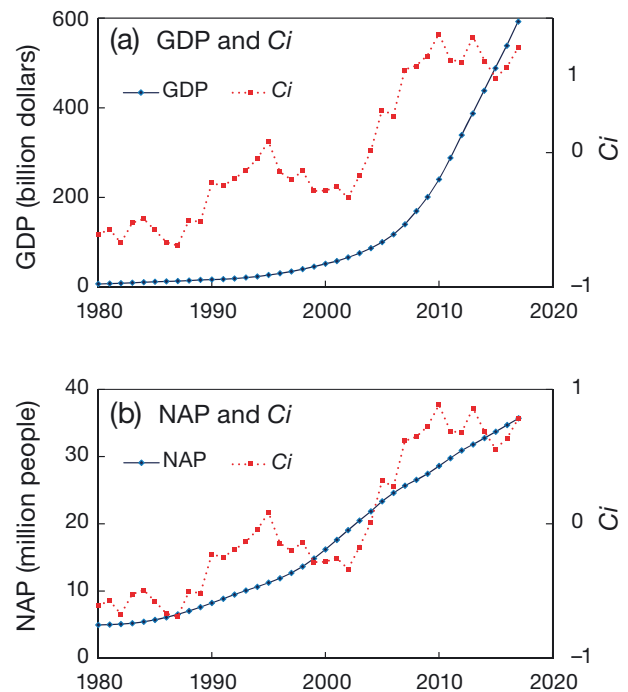 (a) GDP and Ci
GDP Ci
GDP (billion dollars)
600
400
200
0
1
0
–1
Ci
1980 1990 2000 2010 2020
(b) NAP and Ci
NAP Ci
NAP (million people)
40
30
20
10
0
1
0
–1
Ci
1980 1990 2000 2010 2020